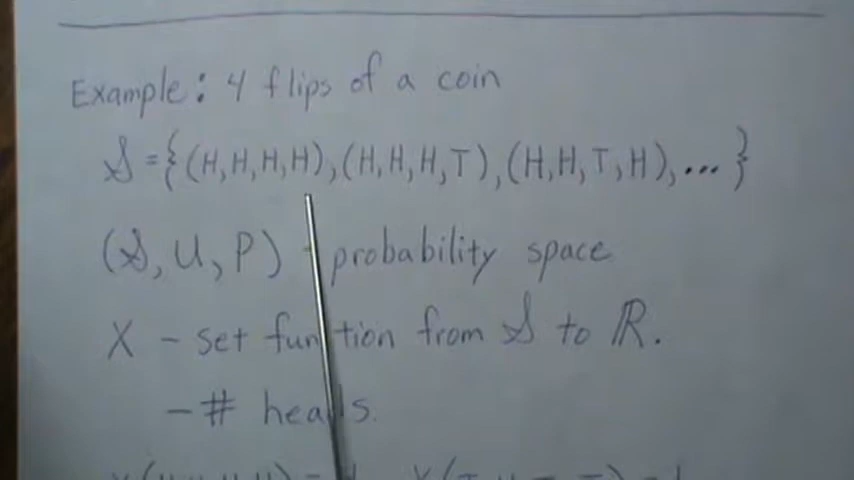 Example: 4 flips of a coin
S = {(H,H,H,H),(H,H,H,T),(H,H,T,H),...}
(S, U, P) - probability space
X - set function from S to ℝ.
- # heads.